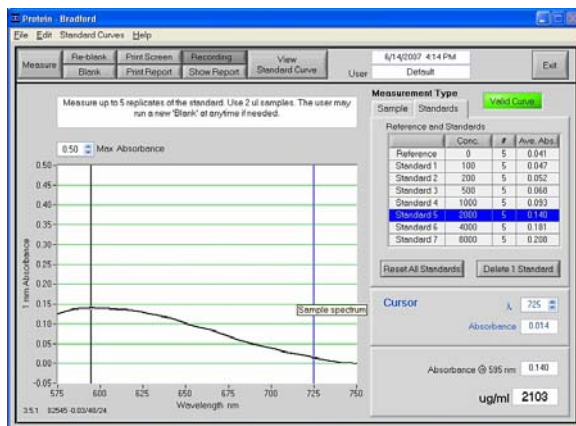 Protein - Bradford
File Edit Standard Curves Help
Measure
Re-blank
Print Screen
Recording
View Standard Curve
6/14/2007 4:14 PM
Exit
Blank
Print Report
Show Report
User
Default
Measure up to 5 replicates of the standard. Use 2 ul samples. The user may
run a new 'Blank' at anytime if needed.
Measurement Type
Sample Standards
Valid Curve
Reference and Standards
Conc. # Ave. Abs.
Reference 0 5 0.041
Standard 1 100 5 0.047
Standard 2 200 5 0.052
Standard 3 500 5 0.068
Standard 4 1000 5 0.093
Standard 5 2000 5 0.140
Standard 6 4000 5 0.181
Standard 7 8000 5 0.208
Reset All Standards Delete 1 Standard
0.50 Max Absorbance
0.50
0.45
0.40
0.35
0.30
0.25
0.20
0.15
0.10
0.05
0.00
-0.05
1 mm Absorbance
Sample spectrum
575 600 625 650 675 700 725 750
Wavelength nm
3.5.1 82545 0.03/40/24
Cursor λ 725
Absorbance 0.014
Absorbance @ 595 nm 0.140
ug/ml 2103